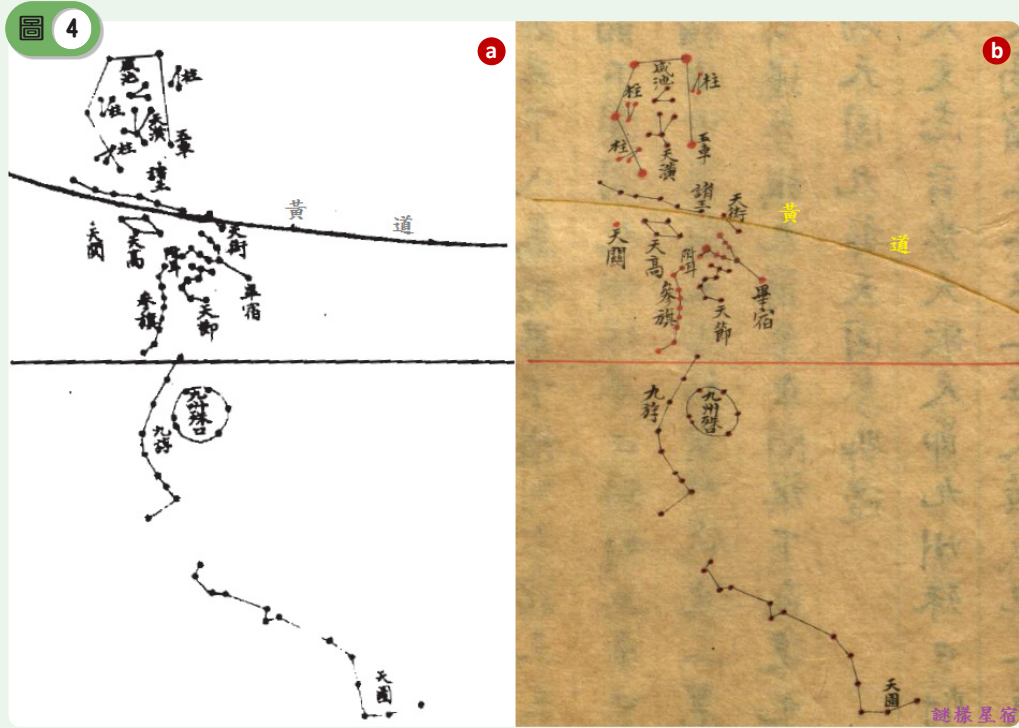 圖 4
a
咸池
柱
柱
天潢
柱
五車
諸王
黃道
天關
天高
天街
附耳
畢宿
參旗
天節
九州殊口
九斿
天園
b
咸池
柱
柱
五車
柱
天潢
諸王
天街
黃道
天關
天高
附耳
畢宿
參旗
天節
九斿
九州殊口
天園
謎樣星宿